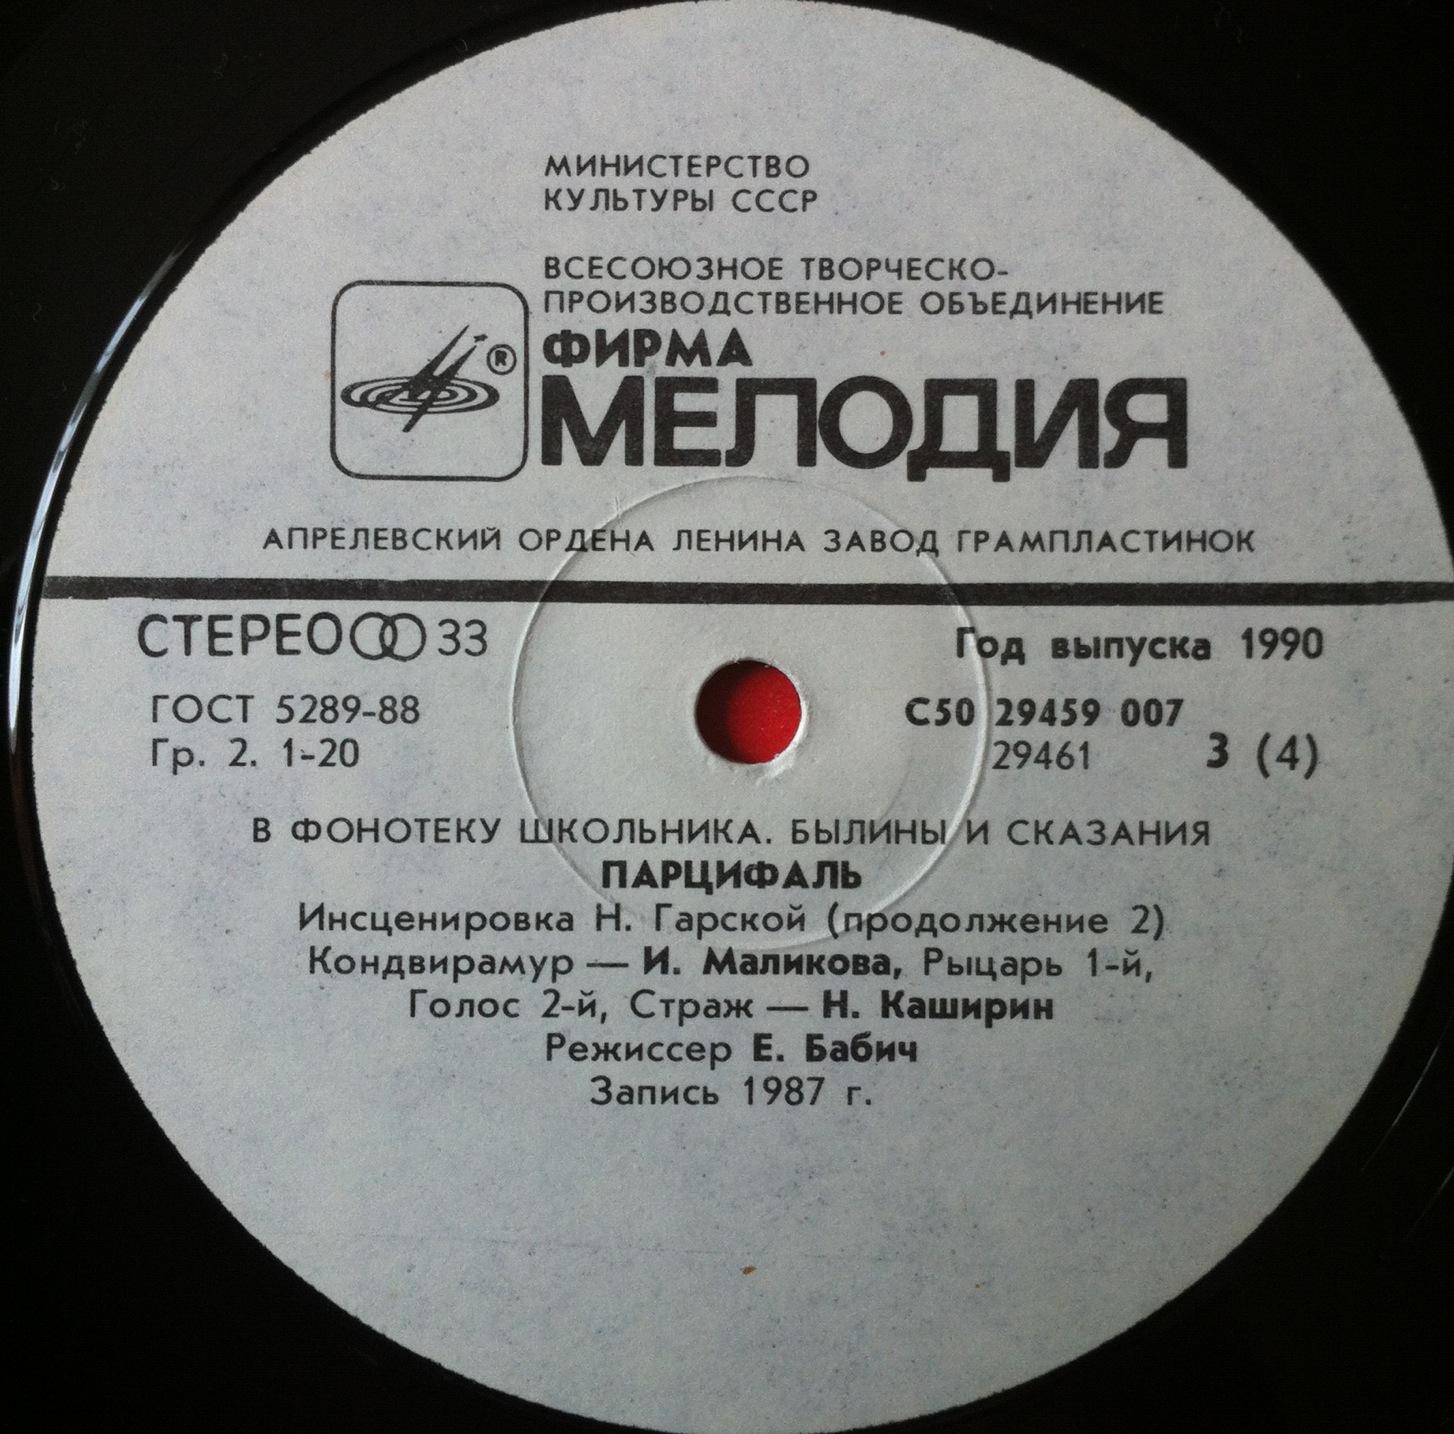 МИНИСТЕРСТВО
КУЛЬТУРЫ СССР
ВСЕСОЮЗНОЕ ТВОРЧЕСКО-
ПРОИЗВОДСТВЕННОЕ ОБЪЕДИНЕНИЕ
ФИРМА
® МЕЛОДИЯ
АПРЕЛЕВСКИЙ ОРДЕНА ЛЕНИНА ЗАВОД ГРАМПЛАСТИНОК
СТЕРЕО 33 Год выпуска 1990
ГОСТ 5289-88 С50 29459 007
Гр. 2. 1-20 29461 3 (4)
В ФОНОТЕКУ ШКОЛЬНИКА. БЫЛИНЫ И СКАЗАНИЯ
ПАРЦИФАЛЬ
Инсценировка Н. Гарской (продолжение 2)
Кондвирамур — И. Маликова, Рыцарь 1-й,
Голос 2-й, Страж — Н. Каширин
Режиссер Е. Бабич
Запись 1987 г.